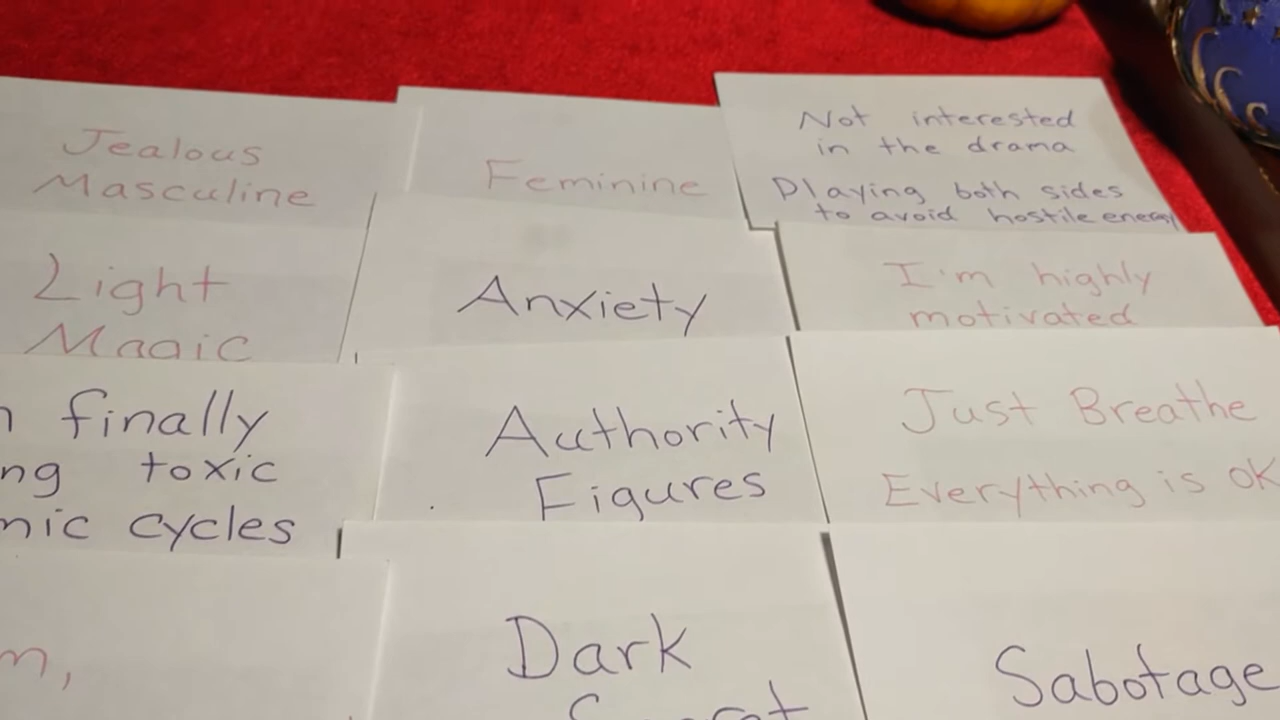 Jealous
Masculine
Feminine
Not interested
in the drama
Playing both sides
to avoid hostile energy
Light
Magic
Anxiety
I'm highly
motivated
finally
toxic
cycles
Authority
Figures
Just Breathe
Everything is OK
Dark
Sabotage